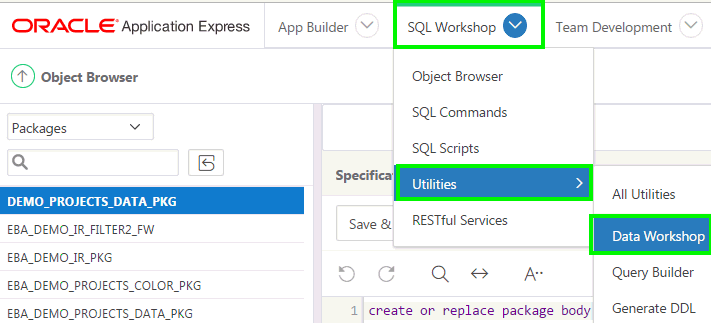 ORACLE Application Express App Builder SQL Workshop Team Development
Object Browser
Packages
DEMO_PROJECTS_DATA_PKG
EBA_DEMO_IR_FILTER2_FW
EBA_DEMO_IR_PKG
EBA_DEMO_PROJECTS_COLOR_PKG
EBA_DEMO_PROJECTS_DATA_PKG
Object Browser
SQL Commands
SQL Scripts
Utilities
RESTful Services
All Utilities
Data Workshop
Query Builder
Generate DDL
Specifica
Save &
A··
1 create or replace package body